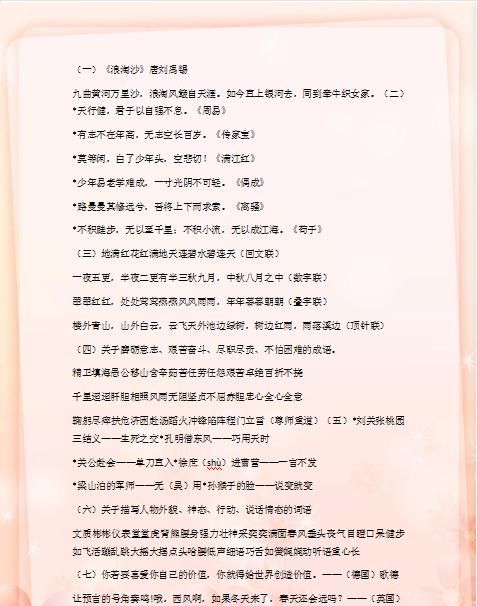 （一）《浪淘沙》唐刘禹锡
九曲黄河万里沙，浪淘风簸自天涯。如今直上银河去，同到牵牛织女家。（二）
*天行健，君子以自强不息。《周易》
*有志不在年高，无志空长百岁。《传家宝》
*莫等闲，白了少年头，空悲切！《满江红》
*少年易老学难成，一寸光阴不可轻。《偶成》
*路曼曼其修远兮，吾将上下而求索。《离骚》
*不积跬步，无以至千里；不积小流，无以成江海。《荀子》
（三）地满红花红满地天连碧水碧连天（回文联）
一夜五更，半夜二更有半三秋九月，中秋八月之中（数字联）
翠翠红红，处处莺莺燕燕风风雨雨，年年暮暮朝朝（叠字联）
楼外青山，山外白云，云飞天外池边绿树，树边红雨，雨落溪边（顶针联）
（四）关于磨砺意志、艰苦奋斗、尽职尽责、不怕困难的成语。
精卫填海愚公移山含辛茹苦任劳任怨艰苦卓绝百折不挠
千里迢迢肝胆相照风雨无阻坚贞不屈赤胆忠心全心全意
鞠躬尽瘁扶危济困赴汤蹈火冲锋陷阵程门立雪（尊师重道）（五）*刘关张桃园
三结义——生死之交*孔明借东风——巧用天时
*关公赴会——单刀直入*徐庶（shù）进曹营——一言不发
*梁山泊的军师——无（吴）用*孙猴子的脸——说变就变
（六）关于描写人物外貌、神态、行动、说话情态的词语
文质彬彬仪表堂堂虎背熊腰身强力壮神采奕奕满面春风垂头丧气目瞪口呆健步
如飞活蹦乱跳大摇大摆点头哈腰低声细语巧舌如簧娓娓动听语重心长
（七）你若要喜爱你自己的价值，你就得给世界创造价值。——（德国）歌德
让预言的号角奏鸣!哦，西风啊，如果冬天来了，春天还会远吗？——（英国）